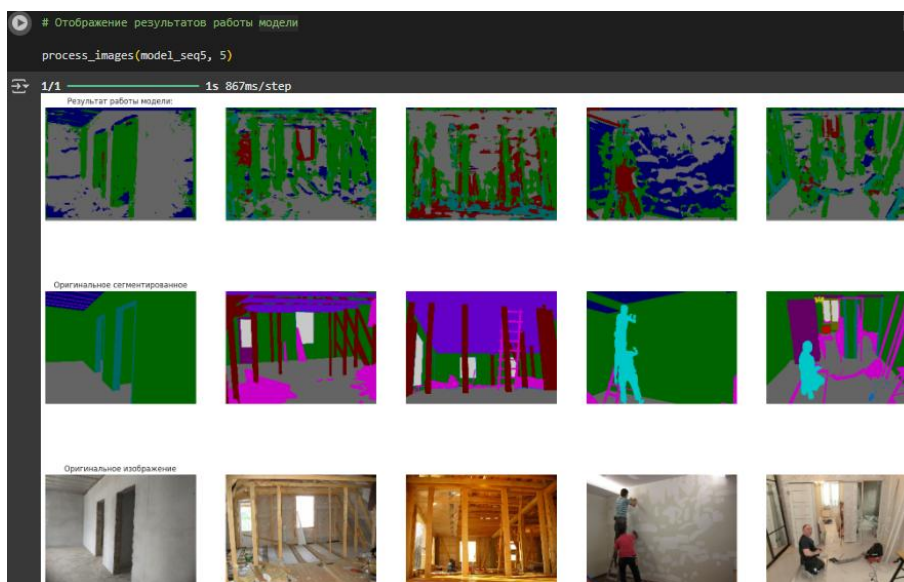 # Отображение результатов работы модели
process_images(model_seq5, 5)
1/1 1s 867ms/step
Результат работы модели:
Оригинальное сегментированное
Оригинальное изображение